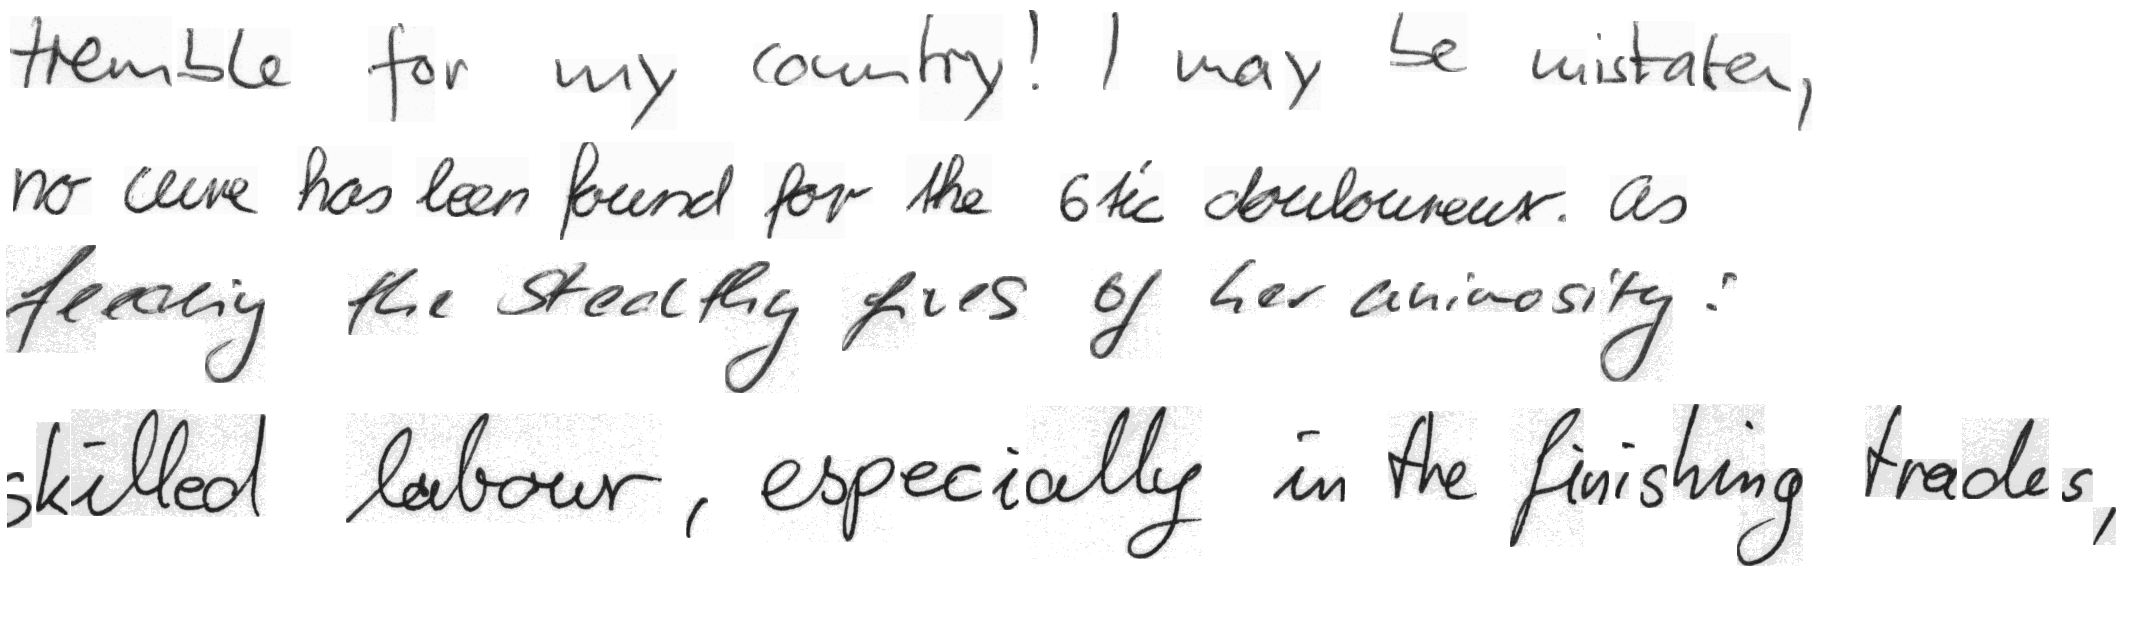 tremble for my country! I may be mistaken,
no cure has been found for the 6 tic douloureux. as
feeding the stealthy fires of her animosity:
skilled labour, especially in the finishing trades,